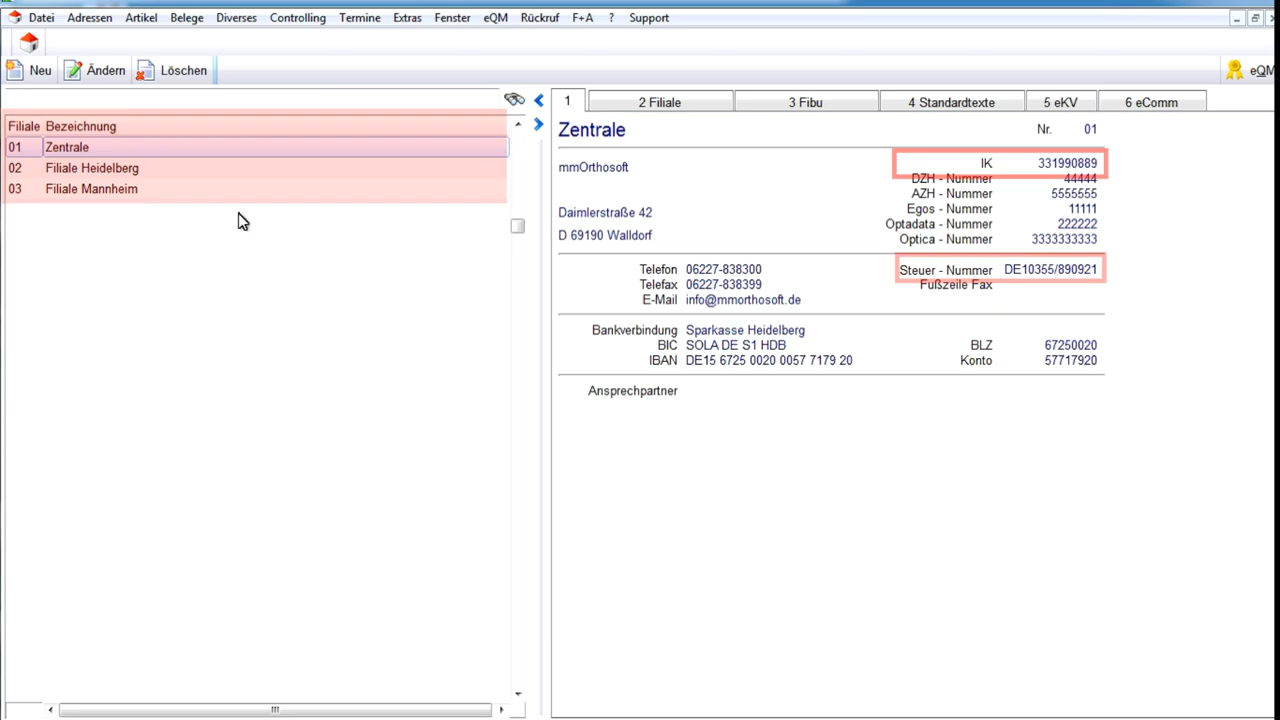 Datei Adressen Artikel Belege Diverses Controlling Termine Extras Fenster eQM Rückruf F+A ? Support
Neu Ändern Löschen eQM
Filiale Bezeichnung
01 Zentrale
02 Filiale Heidelberg
03 Filiale Mannheim
1 2 Filiale 3 Fibu 4 Standardtexte 5 eKV 6 eComm
Zentrale Nr. 01
mmOrthosoft IK 331990889
DZH - Nummer 44444
AZH - Nummer 5555555
Daimlerstraße 42 Egos - Nummer 11111
Optadata - Nummer 222222
D 69190 Walldorf Optica - Nummer 3333333333
Telefon 06227-838300 Steuer - Nummer DE10355/890921
Telefax 06227-838399 Fußzeile Fax
E-Mail info@mmorthosoft.de
Bankverbindung Sparkasse Heidelberg
BIC SOLA DE S1 HDB BLZ 67250020
IBAN DE15 6725 0020 0057 7179 20 Konto 57717920
Ansprechpartner